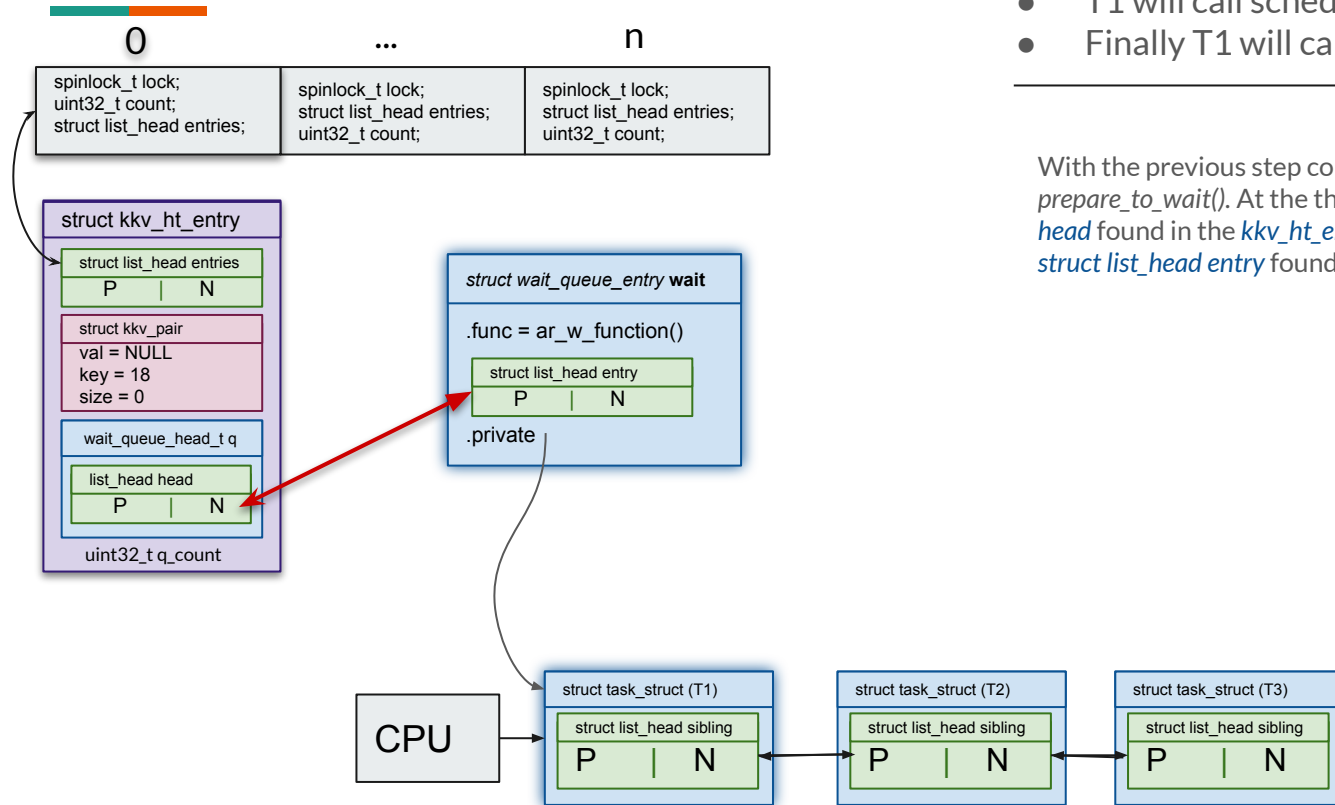 0 ... n
spinlock_t lock;
uint32_t count;
struct list_head entries;
spinlock_t lock;
struct list_head entries;
uint32_t count;
spinlock_t lock;
struct list_head entries;
uint32_t count;
struct kkv_ht_entry
struct list_head entries
P | N
struct kkv_pair
val = NULL
key = 18
size = 0
wait_queue_head_t q
list_head head
P | N
uint32_t q_count
struct wait_queue_entry wait
.func = ar_w_function()
struct list_head entry
P | N
.private
● T1 will call
● Finally T1 will
With the previous step
prepare_to_wait(). At the
head found in the
struct list_head entry found
CPU
struct task_struct (T1)
struct list_head sibling
P | N
struct task_struct (T2)
struct list_head sibling
P | N
struct task_struct (T3)
struct list_head sibling
P | N